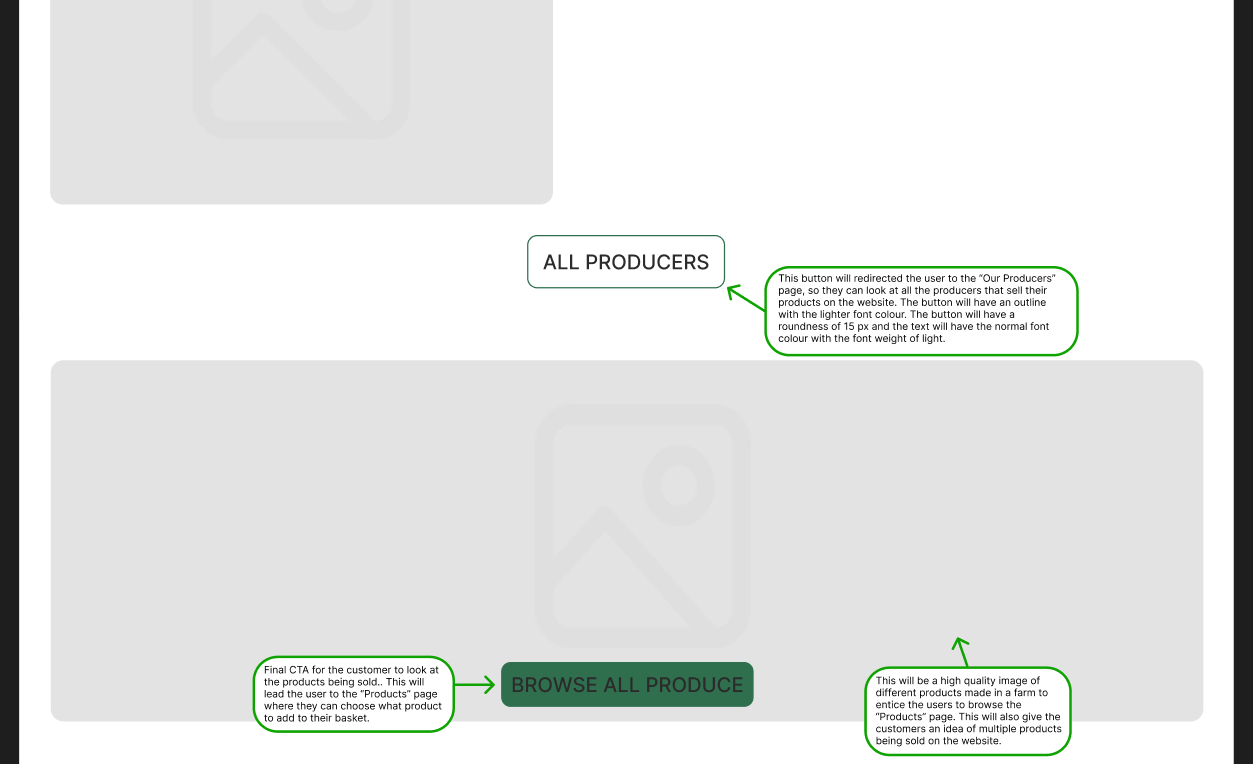 ALL PRODUCERS
This button will redirected the user to the “Our Producers”
page, so they can look at all the producers that sell their
products on the website. The button will have an outline
with the lighter font colour. The button will have a
roundness of 15 px and the text will have the normal font
colour with the font weight of light.
Final CTA for the customer to look at
the products being sold.. This will
lead the user to the “Products” page
where they can choose what product
to add to their basket.
BROWSE ALL PRODUCE
This will be a high quality image of
different products made in a farm to
entice the users to browse the
“Products” page. This will also give the
customers an idea of multiple products
being sold on the website.